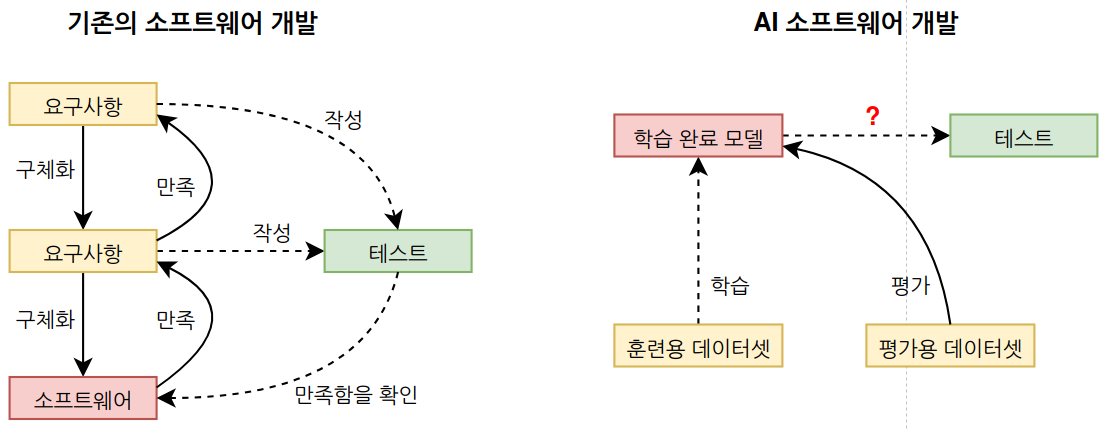 기존의 소프트웨어 개발
요구사항
작성
구체화
만족
요구사항
작성
테스트
구체화
만족
소프트웨어
만족함을 확인
AI 소프트웨어 개발
?
학습 완료 모델
테스트
학습
평가
훈련용 데이터셋
평가용 데이터셋